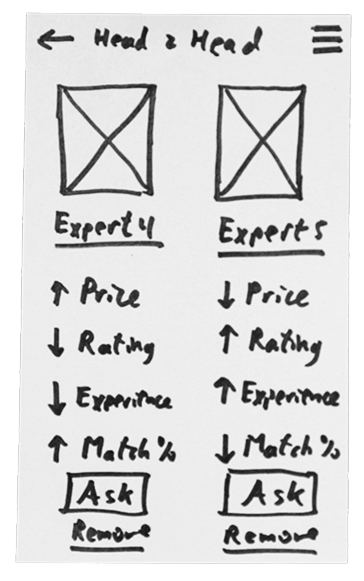 ← Head 2 Head
Expert 4 Expert 5
↑ Price ↓ Price
↓ Rating ↑ Rating
↓ Experience ↑ Experience
↑ Match % ↓ Match %
Ask Ask
Remove Remove